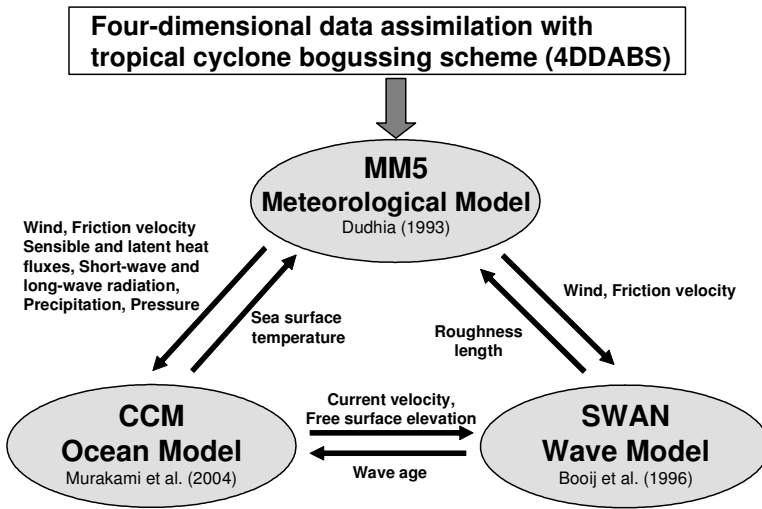 Four-dimensional data assimilation with
tropical cyclone bogussing scheme (4DDABS)
MM5
Meteorological Model
Dudhia (1993)
Wind, Friction velocity
Sensible and latent heat
fluxes, Short-wave and
long-wave radiation,
Precipitation, Pressure
Sea surface
temperature
Wind, Friction velocity
Roughness
length
CCM
Ocean Model
Murakami et al. (2004)
Current velocity,
Free surface elevation
Wave age
SWAN
Wave Model
Booij et al. (1996)